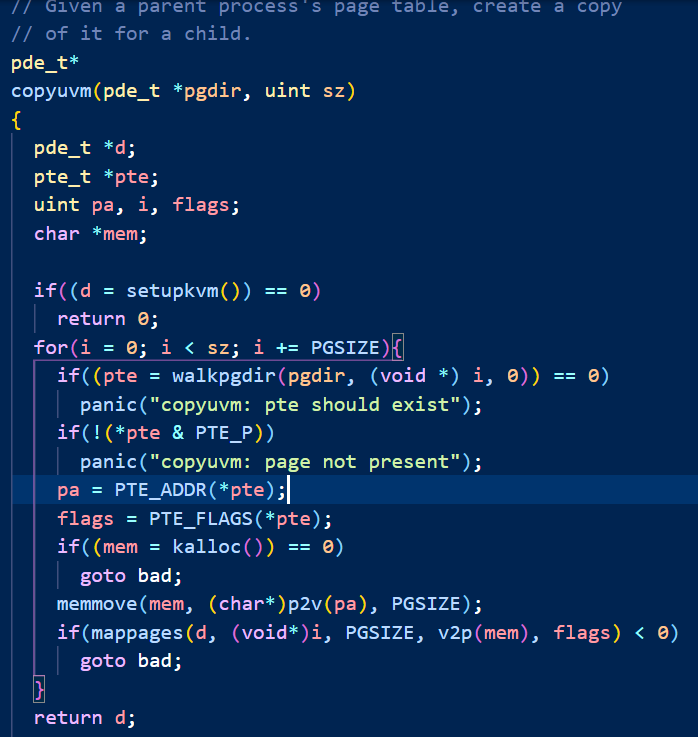 // Given a parent process's page table, create a copy
// of it for a child.
pde_t*
copyuvm(pde_t *pgdir, uint sz)
{
  pde_t *d;
  pte_t *pte;
  uint pa, i, flags;
  char *mem;

  if((d = setupkvm()) == 0)
    return 0;
  for(i = 0; i < sz; i += PGSIZE){
    if((pte = walkpgdir(pgdir, (void *) i, 0)) == 0)
      panic("copyuvm: pte should exist");
    if(!(*pte & PTE_P))
      panic("copyuvm: page not present");
    pa = PTE_ADDR(*pte);
    flags = PTE_FLAGS(*pte);
    if((mem = kalloc()) == 0)
      goto bad;
    memmove(mem, (char*)p2v(pa), PGSIZE);
    if(mappages(d, (void*)i, PGSIZE, v2p(mem), flags) < 0)
      goto bad;
  }
  return d;